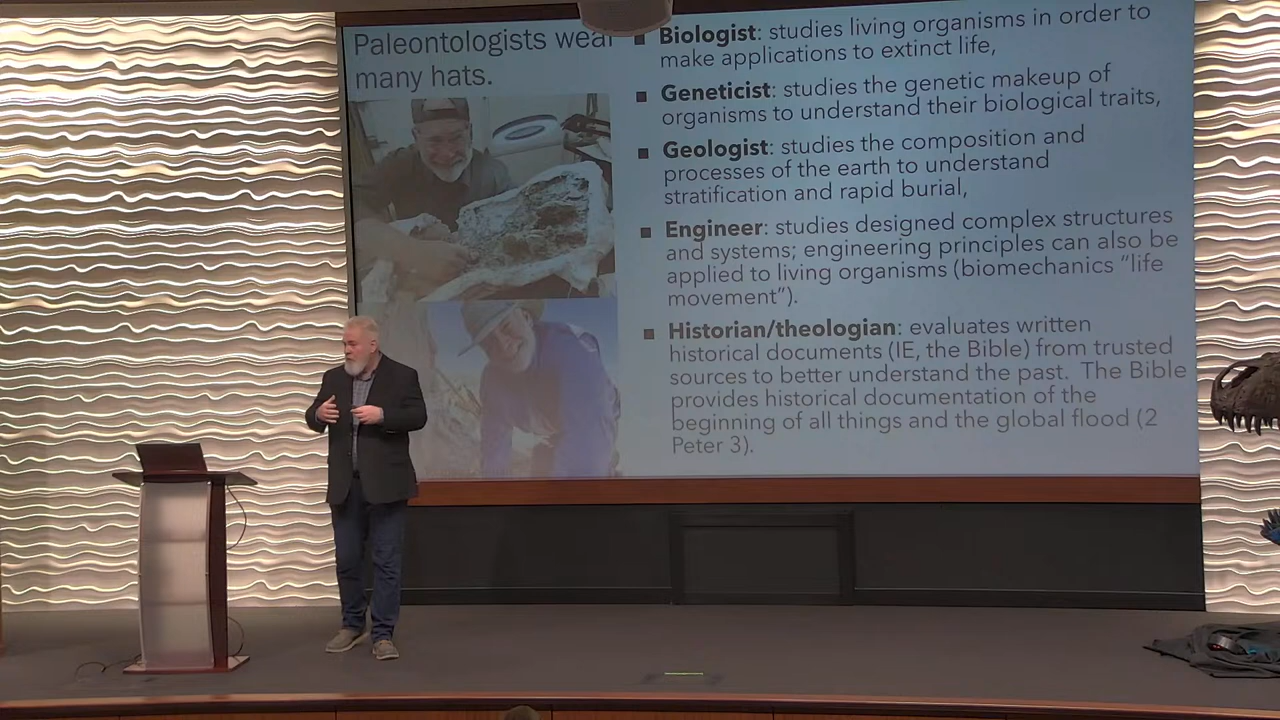 Paleontologists wear
many hats.
Biologist: studies living organisms in order to
make applications to extinct life,
Geneticist: studies the genetic makeup of
organisms to understand their biological traits,
Geologist: studies the composition and
processes of the earth to understand
stratification and rapid burial,
Engineer: studies designed complex structures
and systems; engineering principles can also be
applied to living organisms (biomechanics “life
movement”).
Historian/theologian: evaluates written
historical documents (IE, the Bible) from trusted
sources to better understand the past. The Bible
provides historical documentation of the
beginning of all things and the global flood (2
Peter 3).